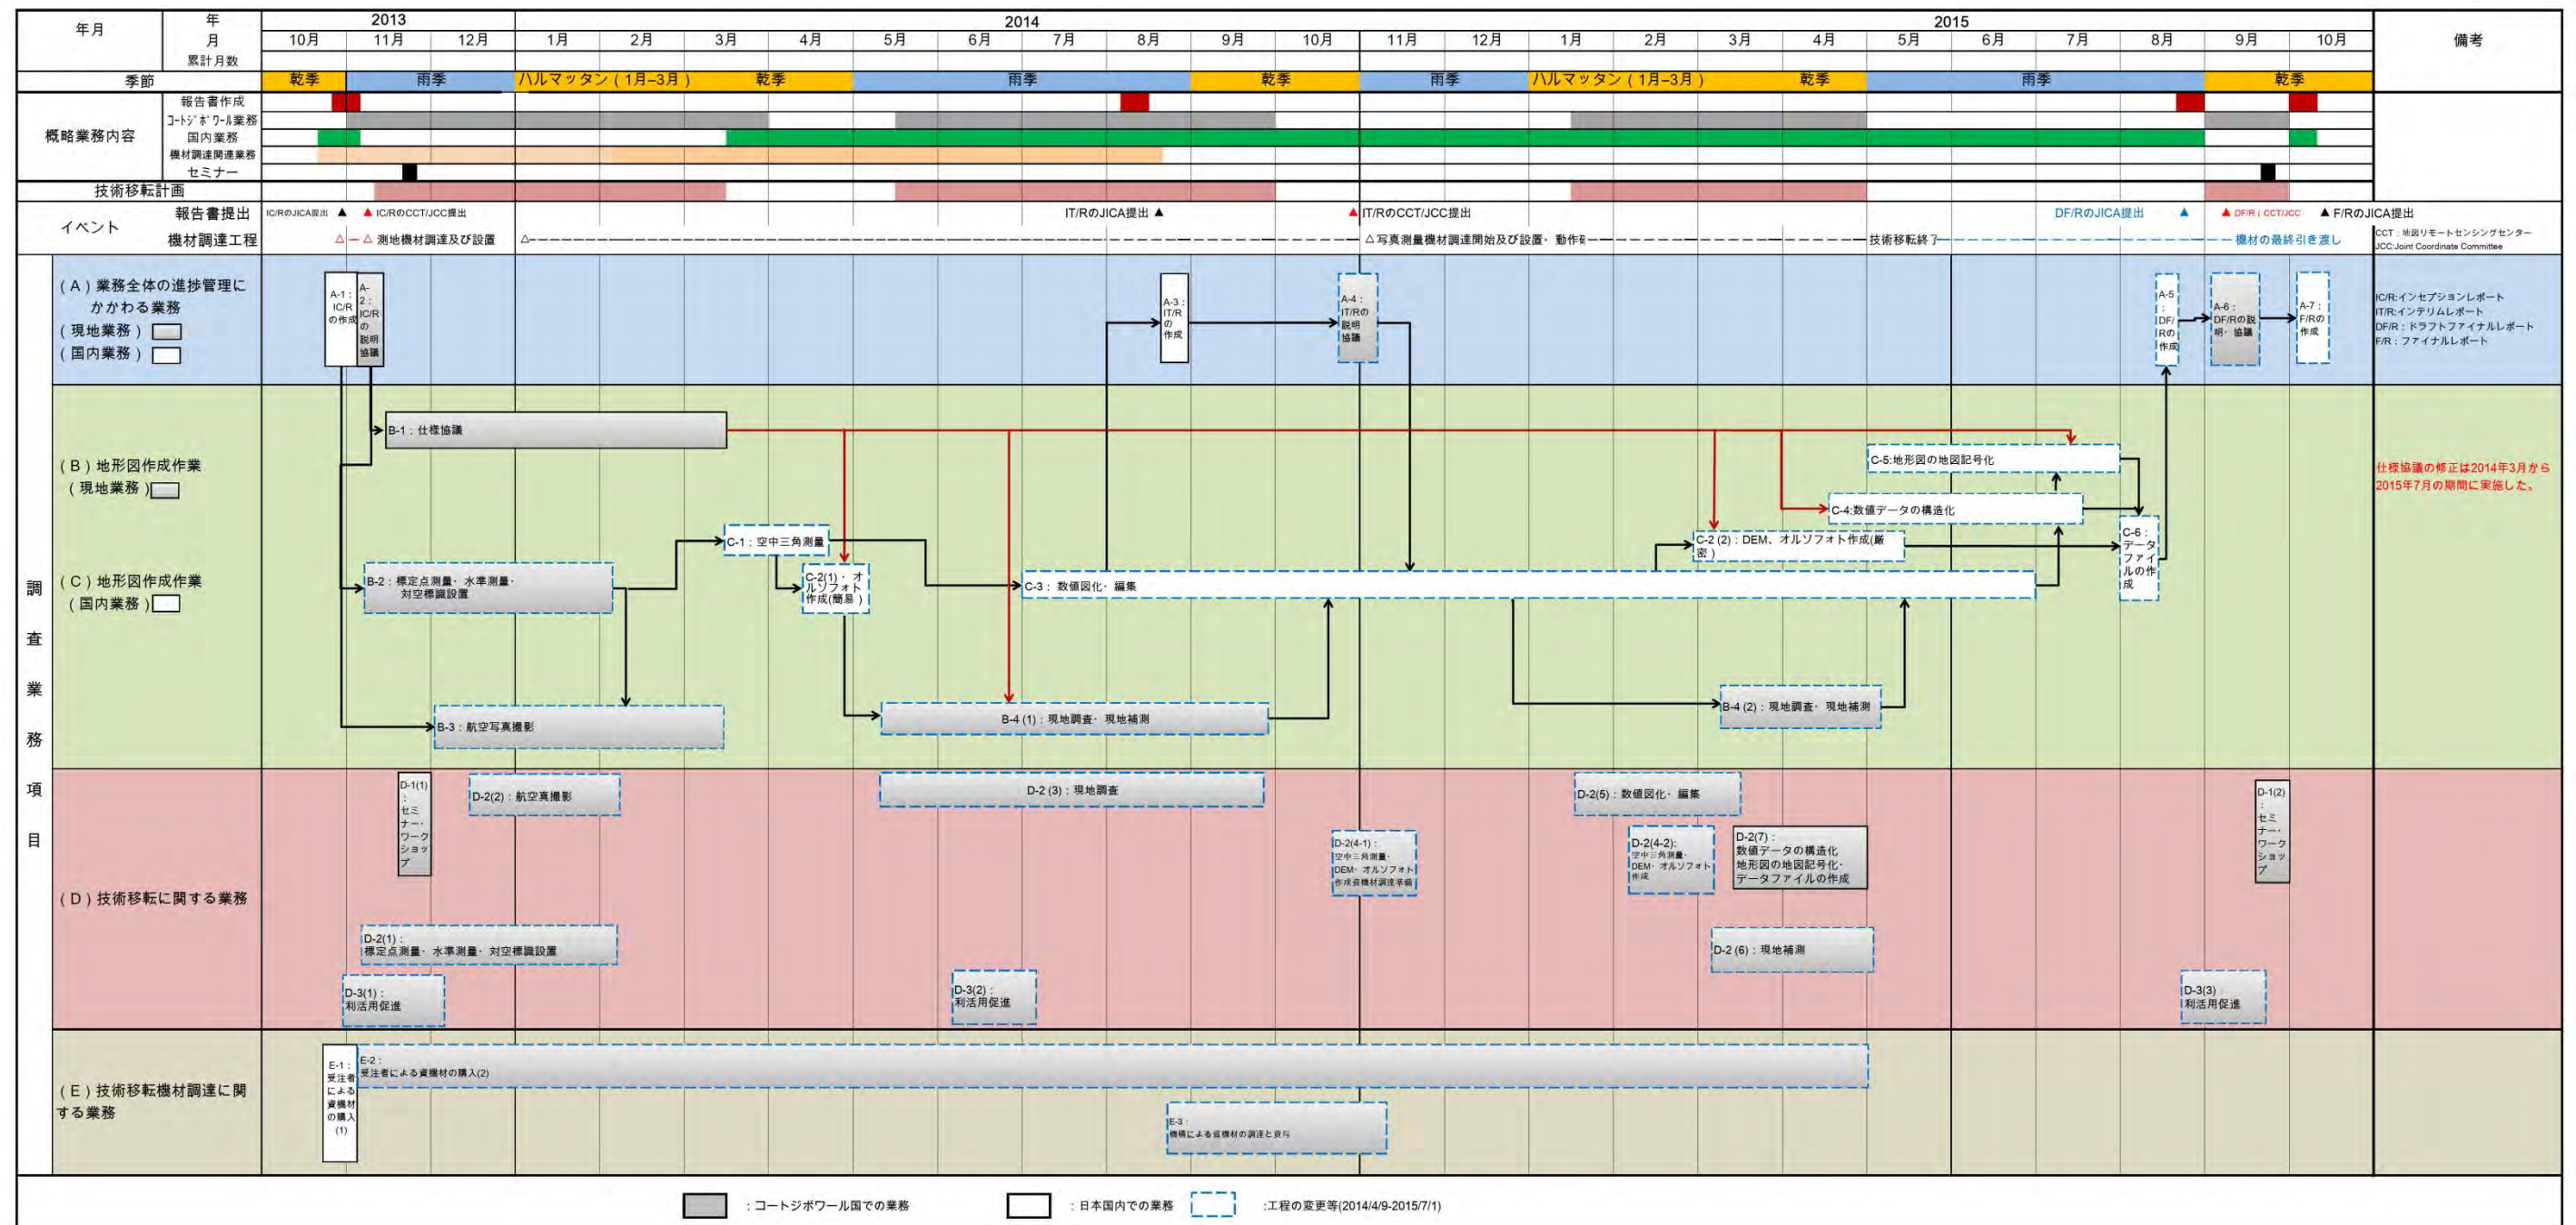 年月
年
2013
2014
2015
備考
月
10月 11月 12月 1月 2月 3月 4月 5月 6月 7月 8月 9月 10月 11月 12月 1月 2月 3月 4月 5月 6月 7月 8月 9月 10月
累計月数
季節
乾季 雨季 ハルマッタン(1月–3月) 乾季 雨季 乾季 雨季 ハルマッタン(1月–3月) 乾季 雨季 乾季
概略業務内容
報告書作成
コートジボワール業務
国内業務
機材調達関連業務
セミナー
技術移転計画
イベント
報告書提出
IC/RのJICA提出 ▲ ▲ IC/RのCCT/JCC提出
IT/RのJICA提出 ▲
▲ IT/RのCCT/JCC提出
DF/RのJICA提出 ▲
▲ DF/R(CCT/JCC
▲ F/RのJICA提出
機材調達工程
△–△ 測地機材調達及び設置
△
△写真測量機材調達開始及び設置・動作
技術移転終了
機材の最終引き渡し
CCT:地図リモートセンシングセンター
JCC:Joint Coordinate Committee
調査業務項目
(A)業務全体の進捗管理に
かかわる業務
(現地業務)
(国内業務)
A-1:
IC/R
の作成
A-
2:
IC/R
の
説明
協議
A-3:
IT/R
の
作成
A-4:
IT/Rの
説明
協議
A-5
:
DF/
Rの
作成
A-6:
DF/Rの説
明・協議
A-7:
F/Rの
作成
IC/R:インセプションレポート
IT/R:インテリムレポート
DF/R:ドラフトファイナルレポート
F/R:ファイナルレポート
(B)地形図作成作業
(現地業務)
(C)地形図作成作業
(国内業務)
B-1:仕様協議
C-5:地形図の地図記号化
仕様協議の修正は2014年3月から
2015年7月の期間に実施した。
C-4:数値データの構造化
C-1:空中三角測量
C-2 (2):DEM、オルソフォト作成(厳
密)
C-6:
データ
ファイ
ルの作
成
B-2:標定点測量・水準測量・
対空標識設置
C-2(1)・オ
ルソフォト
作成(簡易)
C-3:数値図化・編集
B-3:航空写真撮影
B-4 (1):現地調査・現地補測
B-4 (2):現地調査・現地補測
(D)技術移転に関する業務
D-1(1)
:
セミ
ナー・
ワーク
ショッ
プ
D-2(2):航空真撮影
D-2 (3):現地調査
D-2(5):数値図化・編集
D-1(2)
:
セミ
ナー・
ワーク
ショッ
プ
D-2(4-1):
空中三角測量・
DEM・オルソフォト
作成資機材調達準備
D-2(4-2):
空中三角測量・
DEM・オルソフォト
作成
D-2(7):
数値データの構造化
地形図の地図記号化・
データファイルの作成
D-2(1):
標定点測量・水準測量・対空標識設置
D-2 (6):現地補測
D-3(1):
利活用促進
D-3(2):
利活用促進
D-3(3)
利活用促進
(E)技術移転機材調達に関
する業務
E-1:
受注者
による
資機材
の購入
(1)
E-2:
受注者による資機材の購入(2)
E-3:
機構による資機材の調達と貸与
:コートジボワール国での業務
:日本国内での業務
:工程の変更等(2014/4/9-2015/7/1)